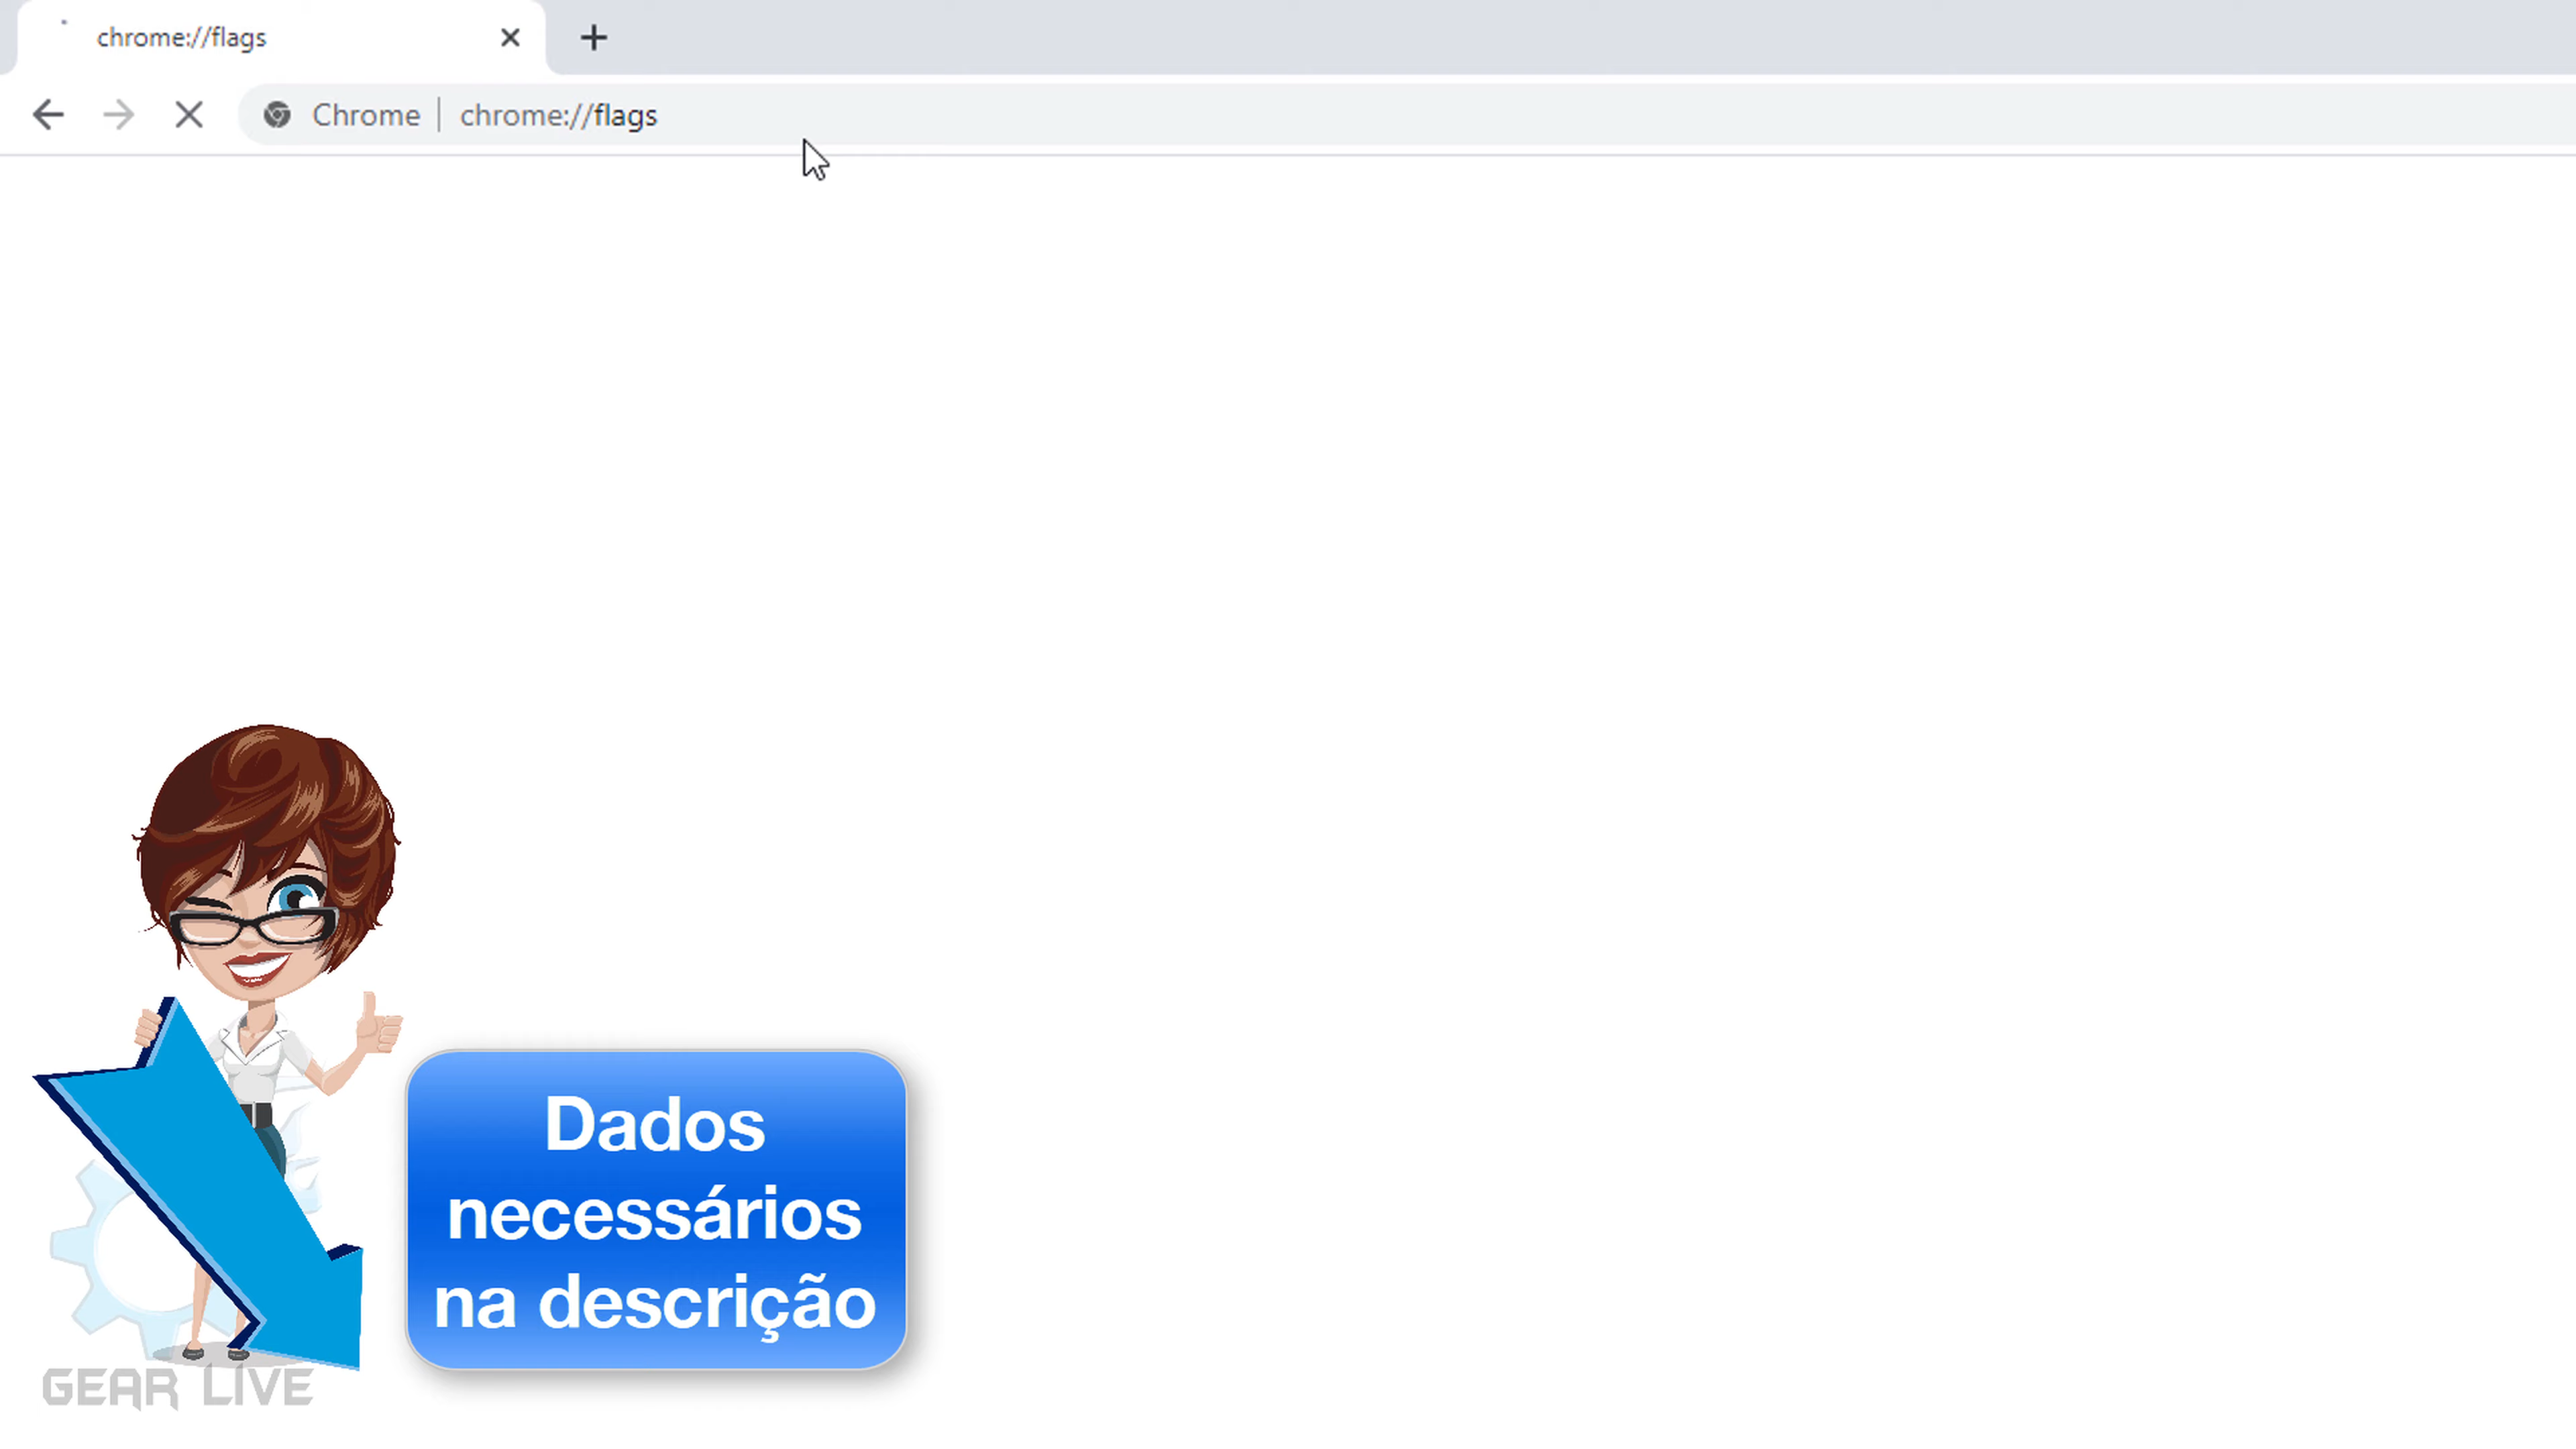 chrome://flags
Chrome | chrome://flags
Dados
necessários
na descrição
GEAR LIVE